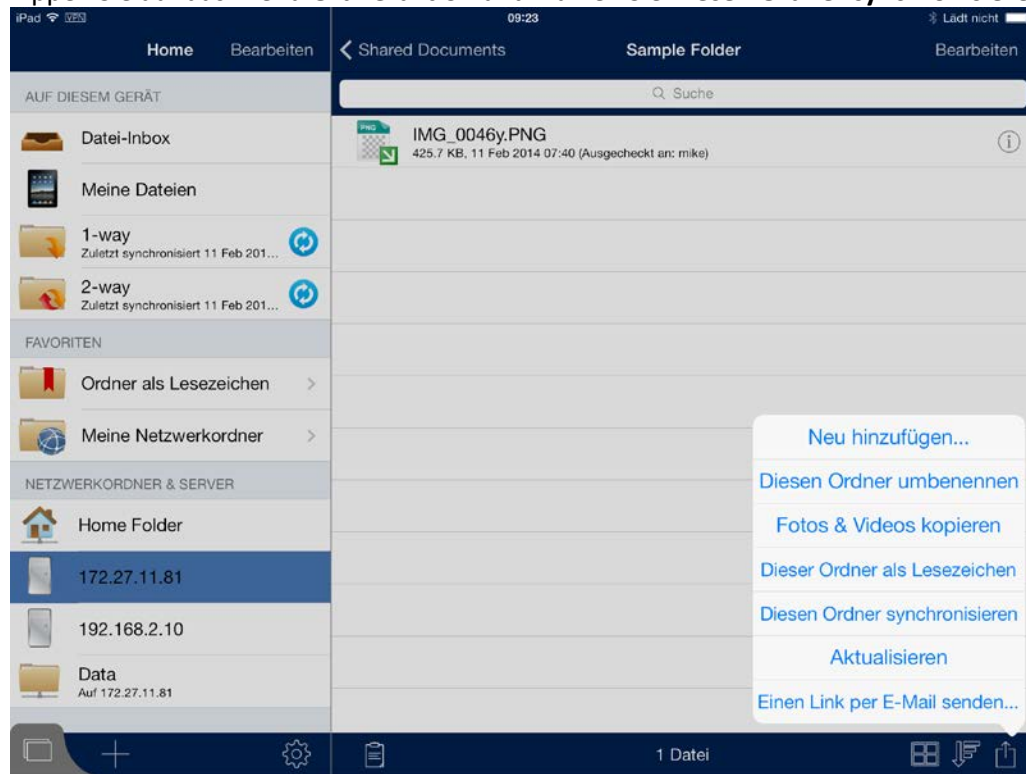 iPad VPN 09:23 Lädt nicht
Home Bearbeiten
Shared Documents Sample Folder Bearbeiten
AUF DIESEM GERÄT
Datei-Inbox
Meine Dateien
1-way
Zuletzt synchronisiert 11 Feb 201...
2-way
Zuletzt synchronisiert 11 Feb 201...
FAVORITEN
Ordner als Lesezeichen
Meine Netzwerkordner
NETZWERKORDNER & SERVER
Home Folder
172.27.11.81
192.168.2.10
Data
Auf 172.27.11.81
Suche
PNG
IMG_0046y.PNG
425.7 KB, 11 Feb 2014 07:40 (Ausgecheckt an: mike)
Neu hinzufügen...
Diesen Ordner umbenennen
Fotos & Videos kopieren
Dieser Ordner als Lesezeichen
Diesen Ordner synchronisieren
Aktualisieren
Einen Link per E-Mail senden...
1 Datei